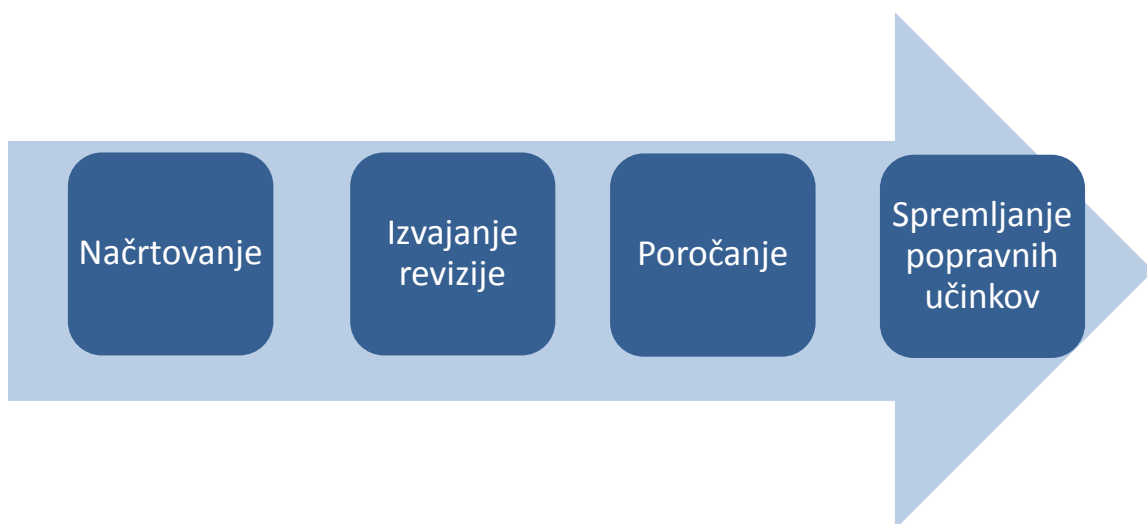 Načrtovanje
Izvajanje
revizije
Poročanje
Spremljanje
popravnih
učinkov